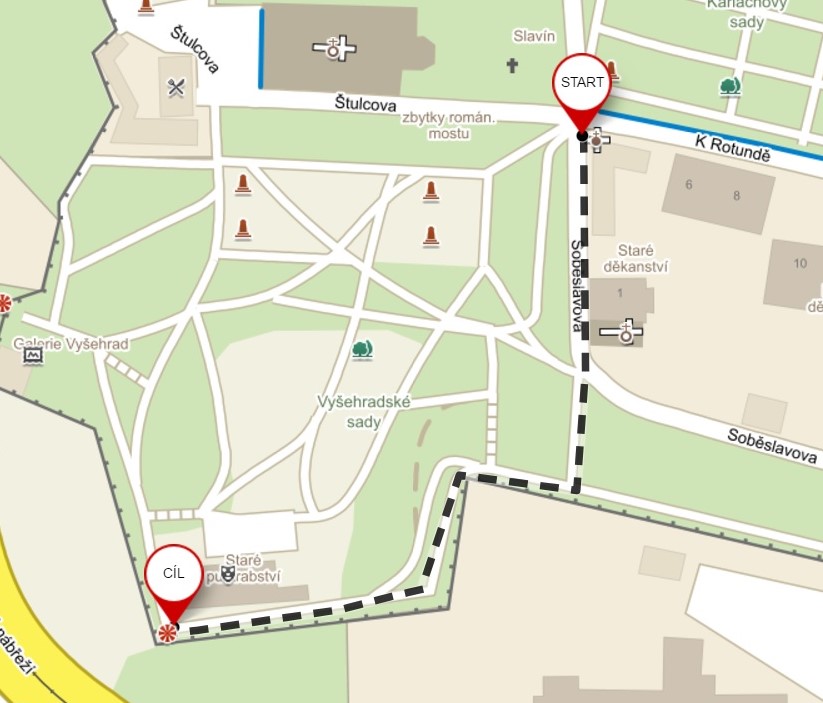 Karlachovy
sady
Štulcova
Slavín
START
Štulcova
zbytky román.
mostu
K Rotundě
6
8
Staré
děkanství
10
Soběslavova
1
Galerie Vyšehrad
Vyšehradské
sady
Soběslavova
Staré
purkrabství
CÍL
nábřeží